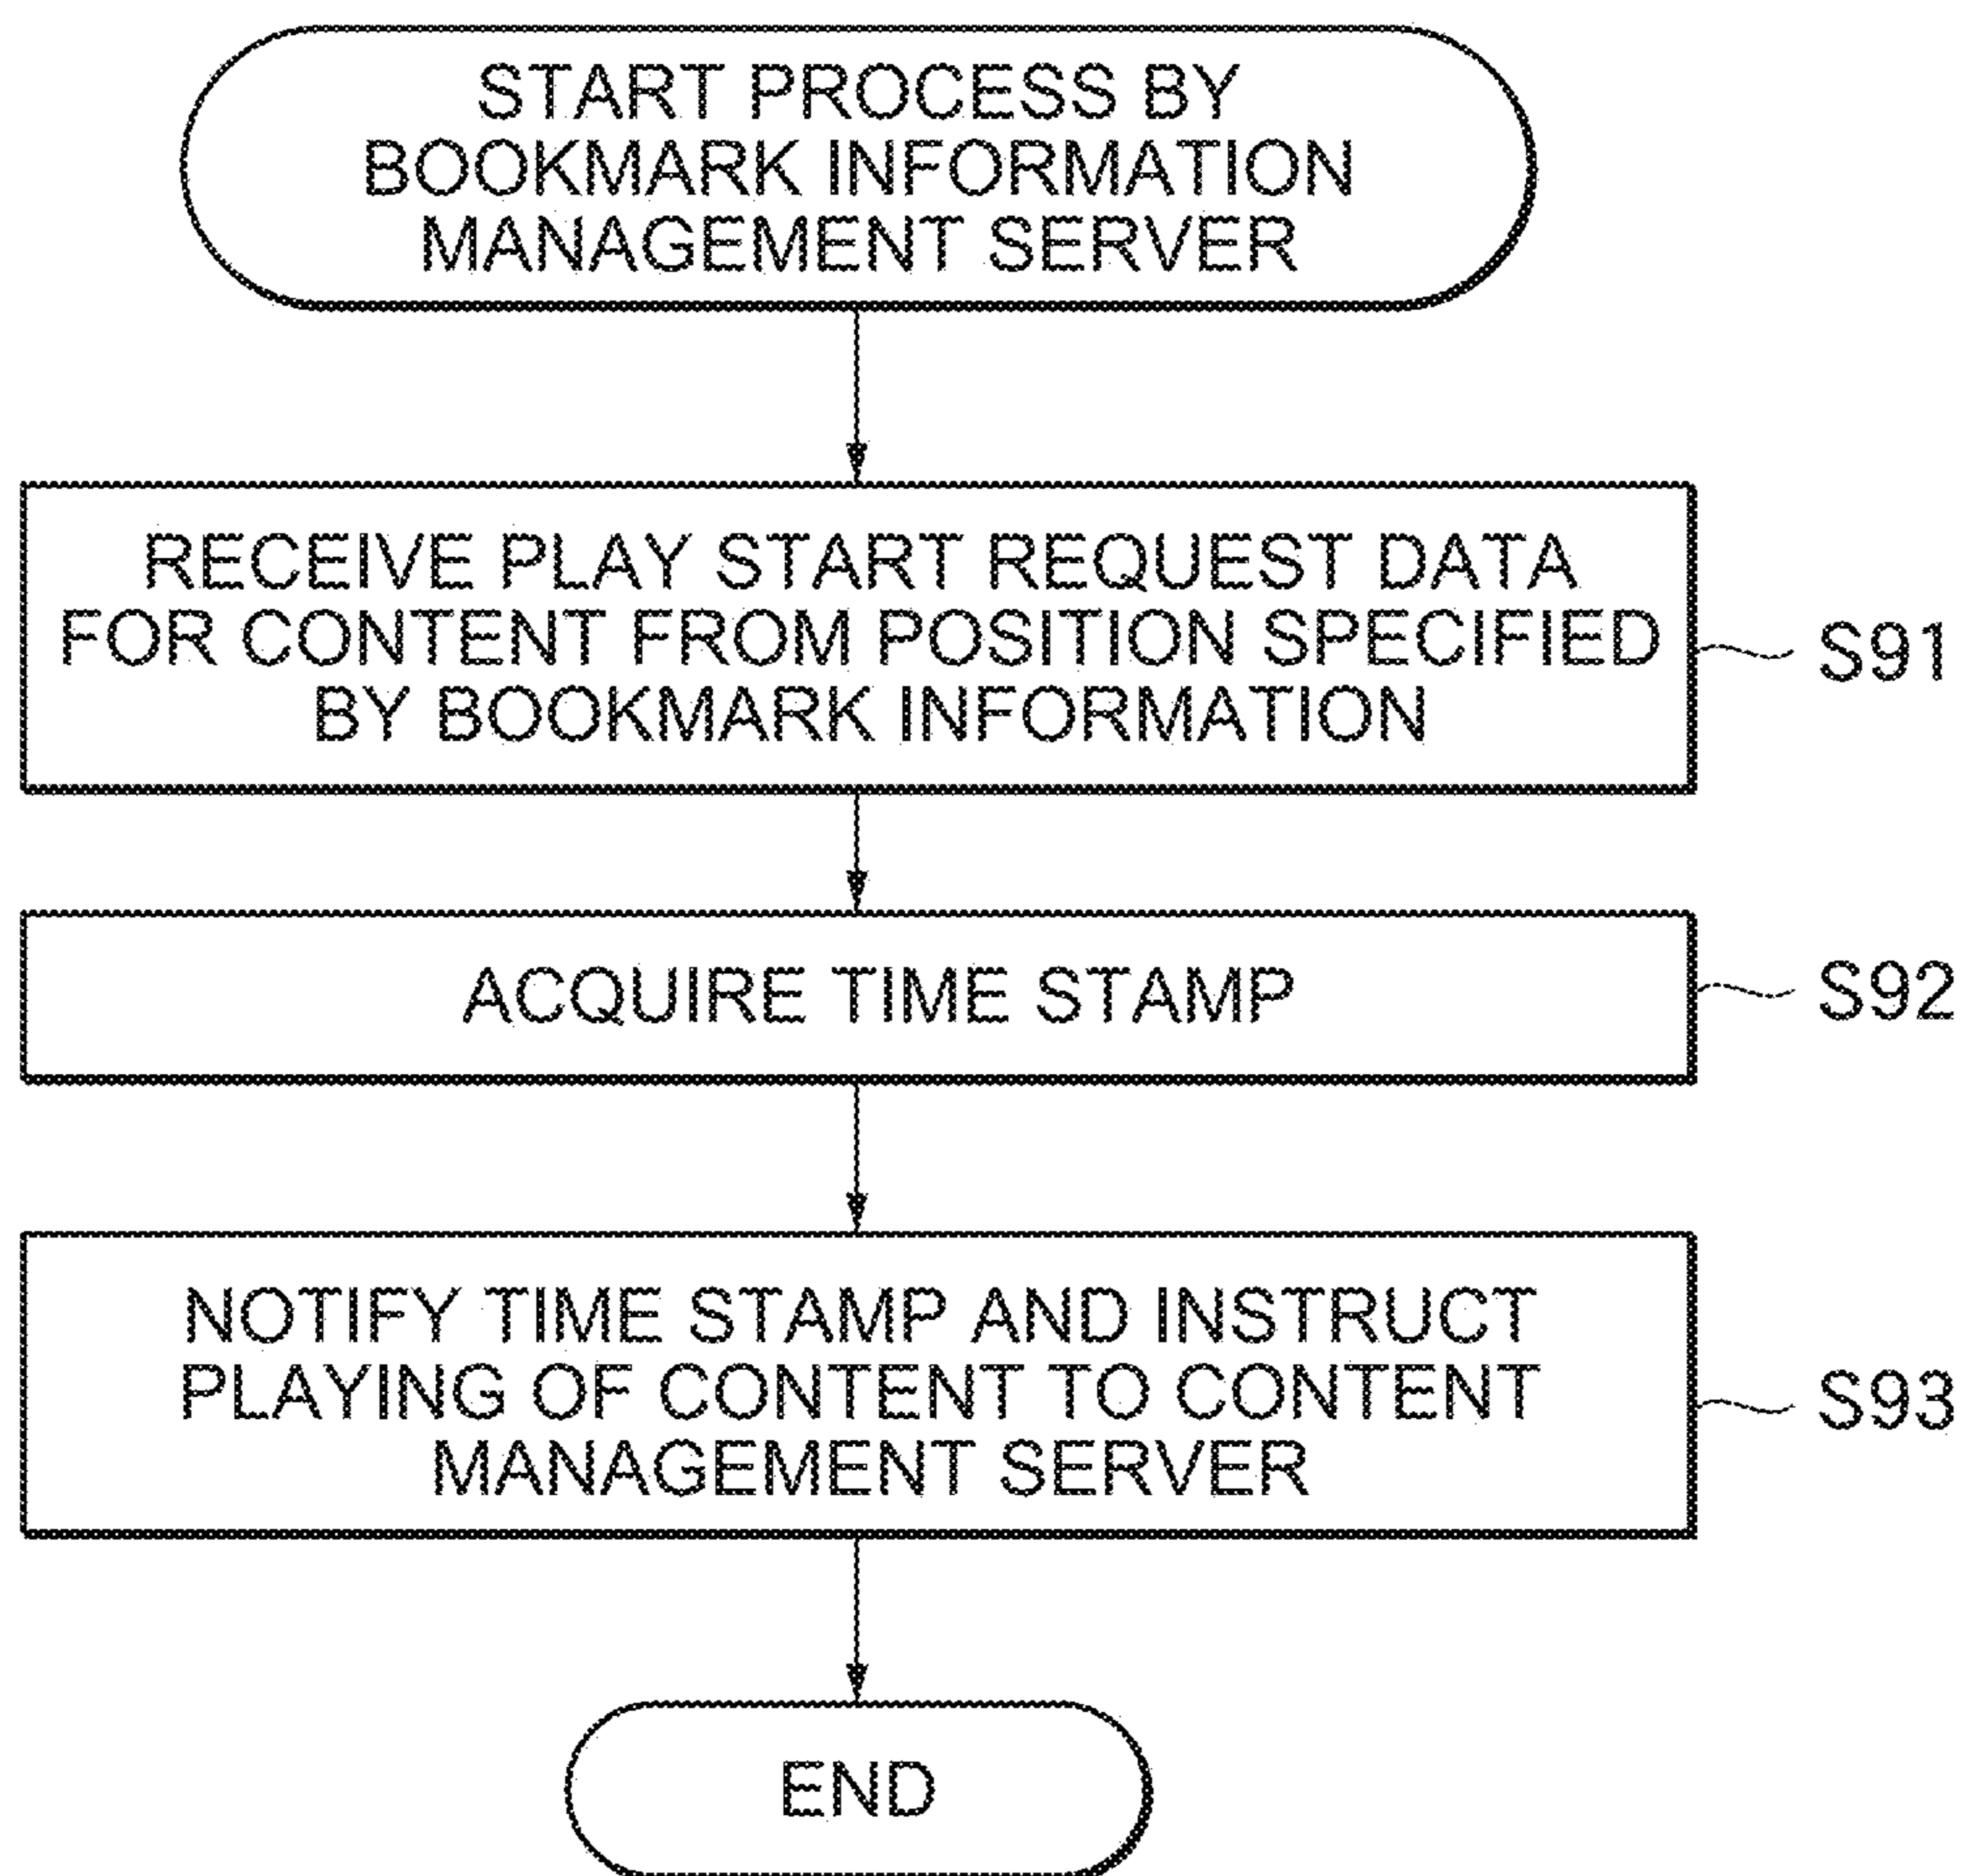 START PROCESS BY
BOOKMARK INFORMATION
MANAGEMENT SERVER
RECEIVE PLAY START REQUEST DATA
FOR CONTENT FROM POSITION SPECIFIED
BY BOOKMARK INFORMATION
S91
ACQUIRE TIME STAMP
S92
NOTIFY TIME STAMP AND INSTRUCT
PLAYING OF CONTENT TO CONTENT
MANAGEMENT SERVER
S93
END